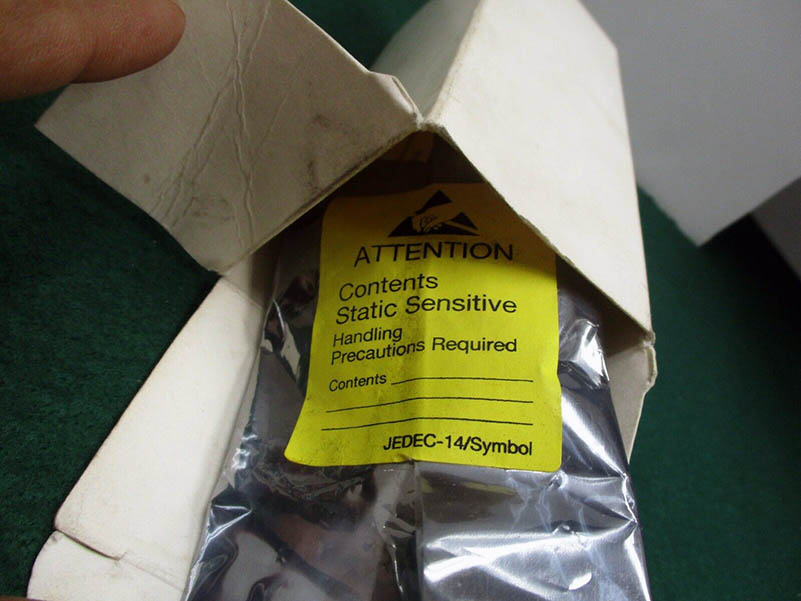 ATTENTION
Contents
Static Sensitive
Handling
Precautions Required
Contents
JEDEC-14/Symbol